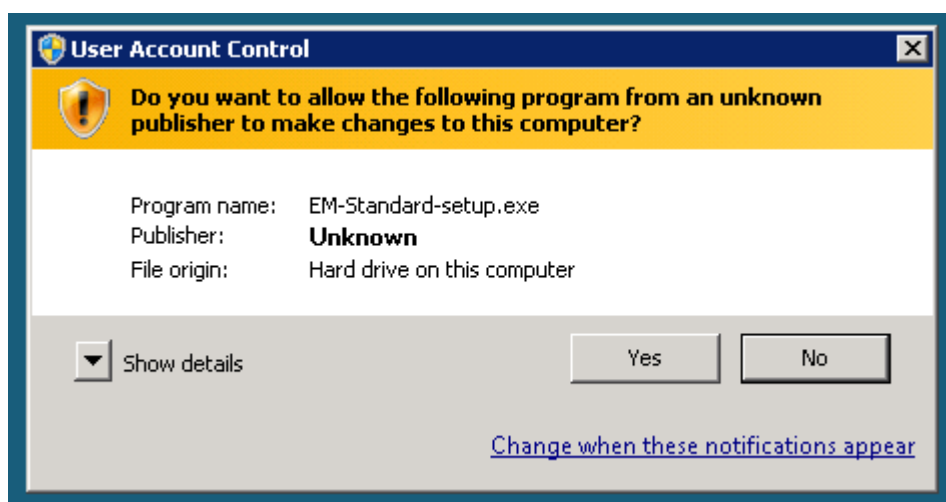 User Account Control
Do you want to allow the following program from an unknown
publisher to make changes to this computer?
Program name: EM-Standard-setup.exe
Publisher: Unknown
File origin: Hard drive on this computer
Show details
Yes
No
Change when these notifications appear